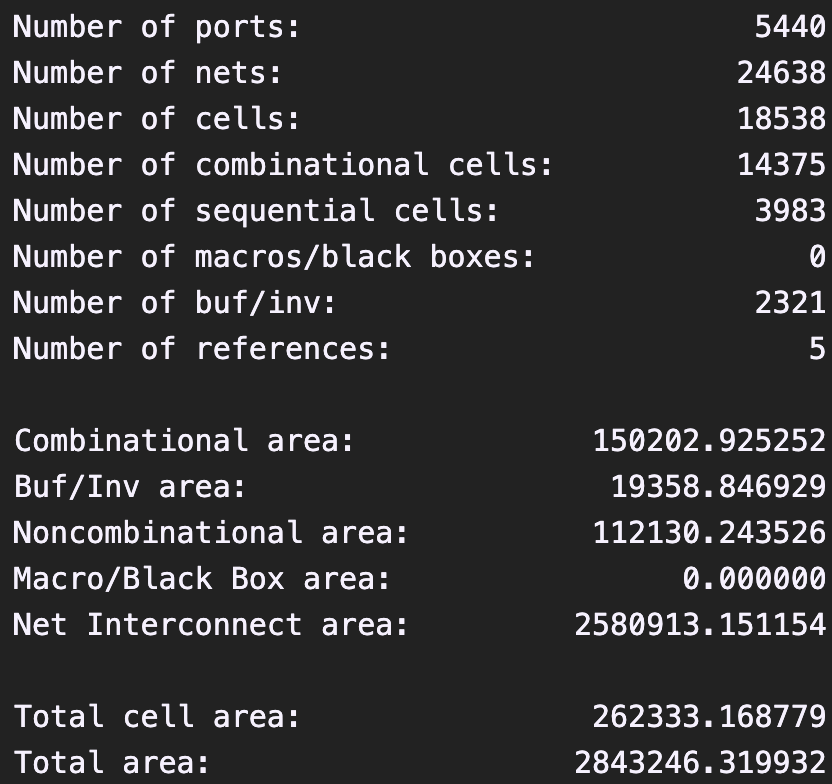 Number of ports: 5440
Number of nets: 24638
Number of cells: 18538
Number of combinational cells: 14375
Number of sequential cells: 3983
Number of macros/black boxes: 0
Number of buf/inv: 2321
Number of references: 5
Combinational area: 150202.925252
Buf/Inv area: 19358.846929
Noncombinational area: 112130.243526
Macro/Black Box area: 0.000000
Net Interconnect area: 2580913.151154
Total cell area: 262333.168779
Total area: 2843246.319932